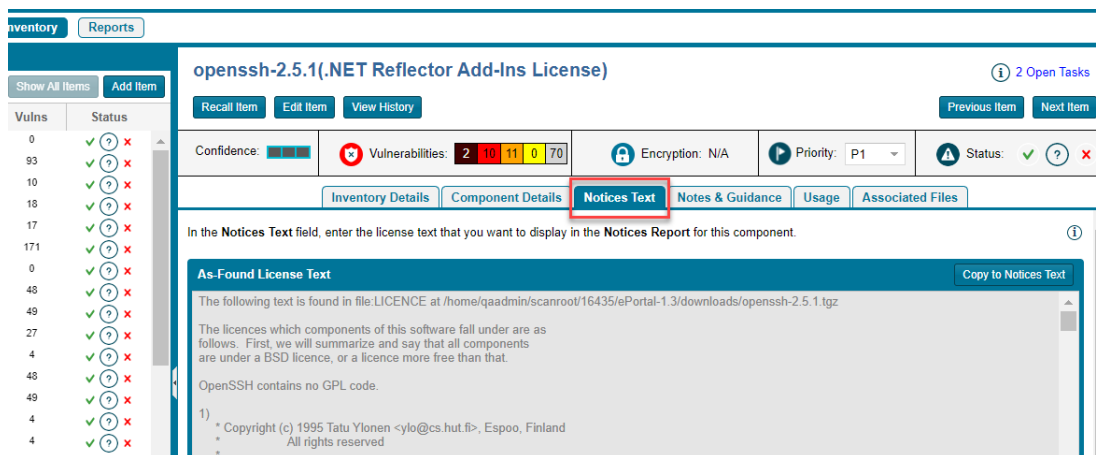 nventory Reports
openssh-2.5.1(.NET Reflector Add-Ins License)
2 Open Tasks
Show All Items Add Item
Recall Item Edit Item View History Previous Item Next Item
Vulns Status
Confidence: Vulnerabilities: 2 10 11 0 70 Encryption: N/A Priority: P1 Status:
0
93
10
18
17
171
0
48
49
27
4
48
49
4
4
Inventory Details Component Details Notices Text Notes & Guidance Usage Associated Files
In the Notices Text field, enter the license text that you want to display in the Notices Report for this component.
As-Found License Text Copy to Notices Text
The following text is found in file:LICENCE at /home/qaadmin/scanroot/16435/ePortal-1.3/downloads/openssh-2.5.1.tgz
The licences which components of this software fall under are as
follows. First, we will summarize and say that all components
are under a BSD licence, or a licence more free than that.
OpenSSH contains no GPL code.
1)
* Copyright (c) 1995 Tatu Ylonen <ylo@cs.hut.fi>, Espoo, Finland
* All rights reserved
*